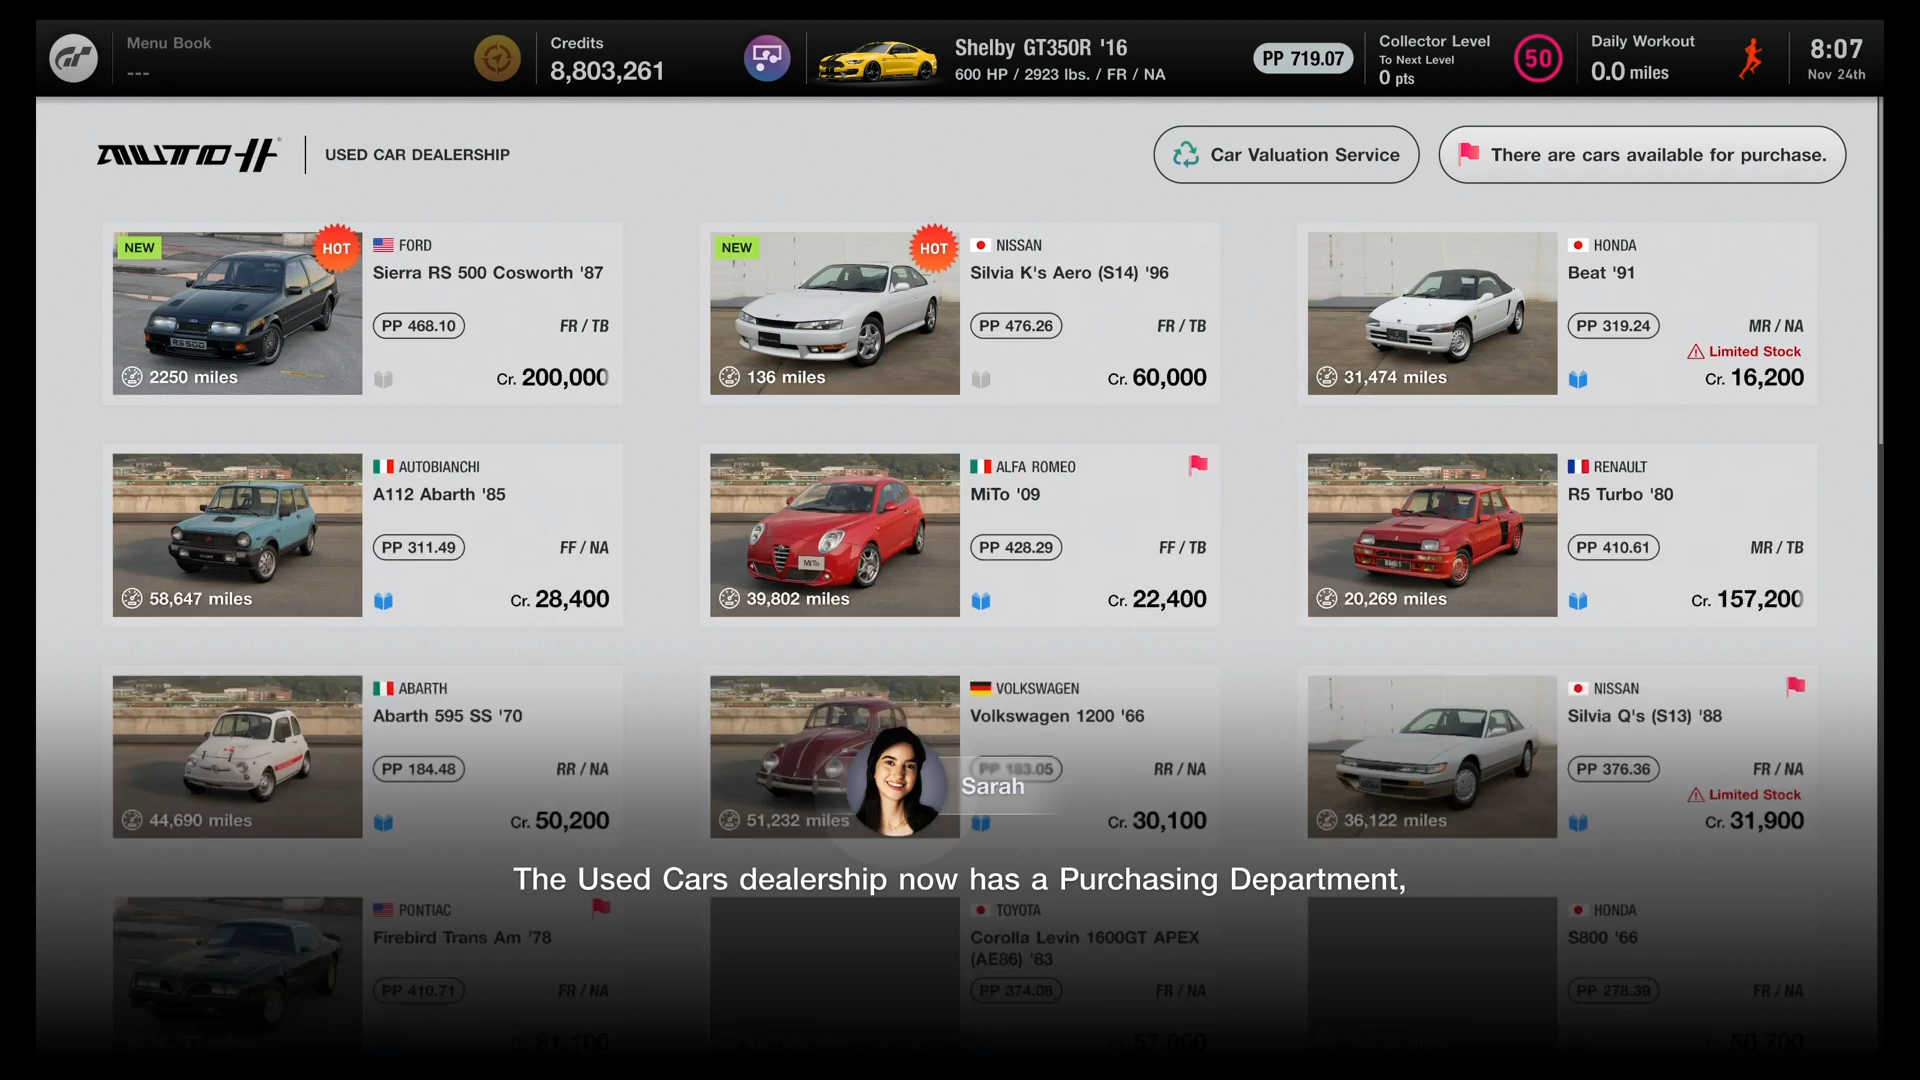 Menu Book
---
Credits
8,803,261
Shelby GT350R '16
600 HP / 2923 lbs. / FR / NA
PP 719.07
Collector Level
To Next Level
0 pts
50
Daily Workout
0.0 miles
8:07
Nov 24th
AUTO
USED CAR DEALERSHIP
Car Valuation Service
There are cars available for purchase.
NEW
HOT
FORD
Sierra RS 500 Cosworth '87
PP 468.10
FR / TB
2250 miles
Cr. 200,000
NEW
HOT
NISSAN
Silvia K's Aero (S14) '96
PP 476.26
FR / TB
136 miles
Cr. 60,000
HONDA
Beat '91
PP 319.24
MR / NA
Limited Stock
31,474 miles
Cr. 16,200
AUTOBIANCHI
A112 Abarth '85
PP 311.49
FF / NA
58,647 miles
Cr. 28,400
ALFA ROMEO
MiTo '09
PP 428.29
FF / TB
39,802 miles
Cr. 22,400
RENAULT
R5 Turbo '80
PP 410.61
MR / TB
20,269 miles
Cr. 157,200
ABARTH
Abarth 595 SS '70
PP 184.48
RR / NA
44,690 miles
Cr. 50,200
VOLKSWAGEN
Volkswagen 1200 '66
PP 183.05
RR / NA
51,232 miles
Cr. 30,100
NISSAN
Silvia Q's (S13) '88
PP 376.36
FR / NA
Limited Stock
36,122 miles
Cr. 31,900
Sarah
The Used Cars dealership now has a Purchasing Department,
PONTIAC
Firebird Trans Am '78
PP 410.71
FR / NA
81,100
TOYOTA
Corolla Levin 1600GT APEX
(AE86) '83
PP 374.08
FR / NA
57,000
HONDA
S800 '66
PP 278.39
FR / NA
50,700